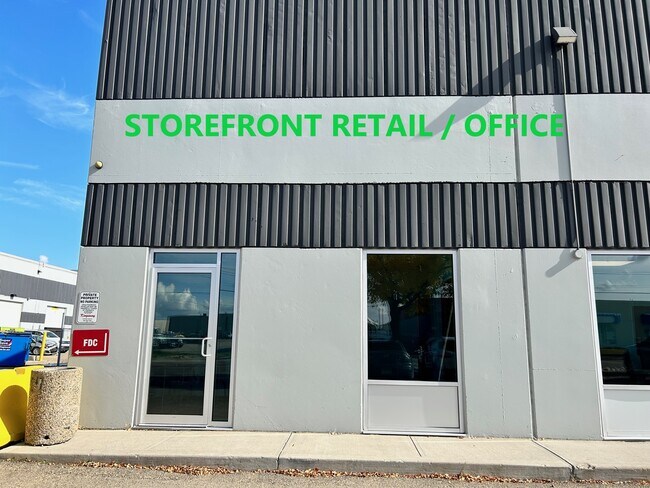 STOREFRONT RETAIL / OFFICE
PRIVATE
PROPERTY
NO PARKING
FDC